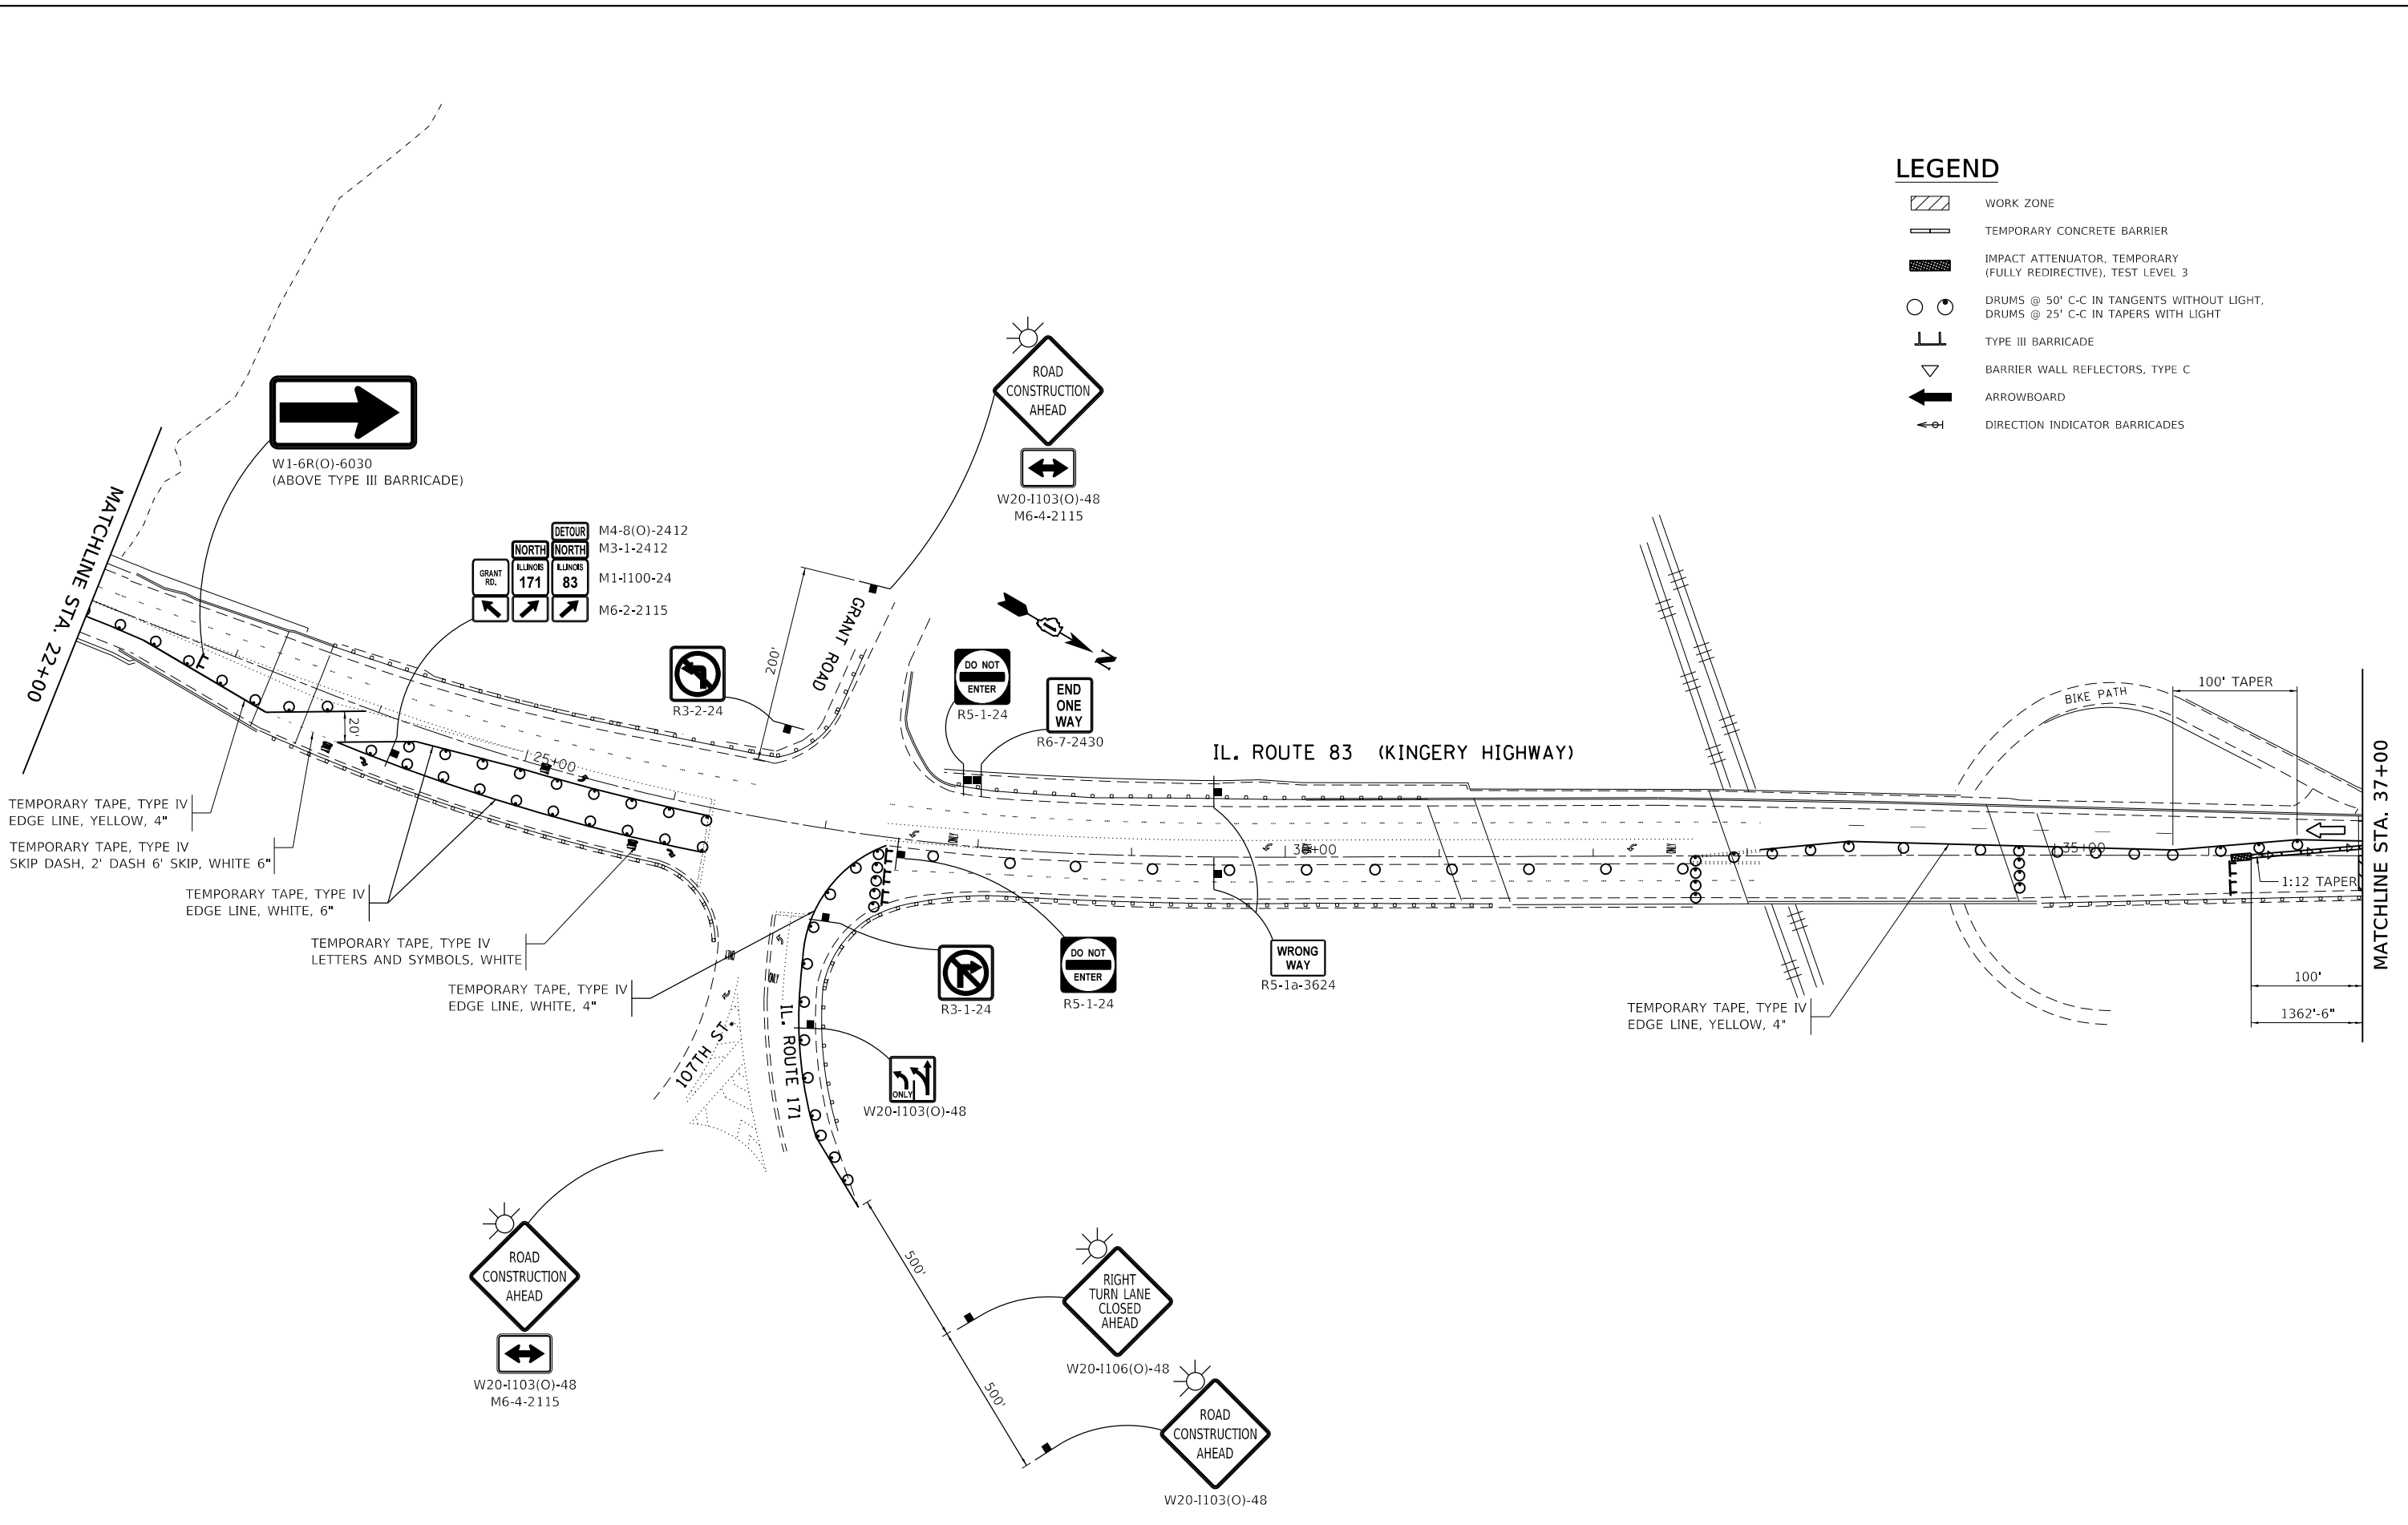 LEGEND
WORK ZONE
TEMPORARY CONCRETE BARRIER
IMPACT ATTENUATOR, TEMPORARY
(FULLY REDIRECTIVE), TEST LEVEL 3
DRUMS @ 50' C-C IN TANGENTS WITHOUT LIGHT,
DRUMS @ 25' C-C IN TAPERS WITH LIGHT
TYPE III BARRICADE
BARRIER WALL REFLECTORS, TYPE C
ARROWBOARD
DIRECTION INDICATOR BARRICADES
ROAD
CONSTRUCTION
AHEAD
W20-I103(O)-48
M6-4-2115
W1-6R(O)-6030
(ABOVE TYPE III BARRICADE)
MATCHLINE STA. 22+00
DETOUR
M4-8(O)-2412
NORTH NORTH
M3-1-2412
GRANT RD.
ILLINOIS 171
ILLINOIS 83
M1-I100-24
M6-2-2115
200'
GRANT ROAD
N
R3-2-24
DO NOT
ENTER
R5-1-24
END
ONE
WAY
R6-7-2430
IL. ROUTE 83 (KINGERY HIGHWAY)
BIKE PATH
100' TAPER
MATCHLINE STA. 37+00
20'
25+00
30+00
35+00
1:12 TAPER
100'
1362'-6"
TEMPORARY TAPE, TYPE IV
EDGE LINE, YELLOW, 4"
TEMPORARY TAPE, TYPE IV
SKIP DASH, 2' DASH 6' SKIP, WHITE 6"
TEMPORARY TAPE, TYPE IV
EDGE LINE, WHITE, 6"
TEMPORARY TAPE, TYPE IV
LETTERS AND SYMBOLS, WHITE
TEMPORARY TAPE, TYPE IV
EDGE LINE, WHITE, 4"
ONLY
R3-1-24
DO NOT
ENTER
R5-1-24
WRONG
WAY
R5-1a-3624
TEMPORARY TAPE, TYPE IV
EDGE LINE, YELLOW, 4"
107TH ST.
IL. ROUTE 171
ONLY
W20-I103(O)-48
ROAD
CONSTRUCTION
AHEAD
W20-I103(O)-48
M6-4-2115
500'
RIGHT
TURN LANE
CLOSED
AHEAD
W20-I106(O)-48
500'
ROAD
CONSTRUCTION
AHEAD
W20-I103(O)-48